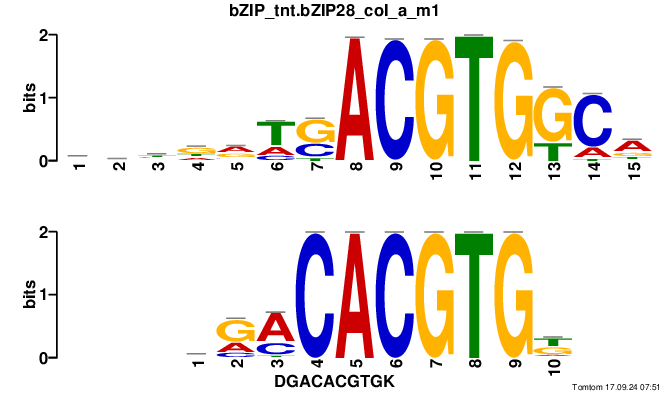 bZIP_tnt.bZIP28_col_a_m1
2
bits
1
0
TGACGTGGCA
1 2 3 4 5 6 7 8 9 10 11 12 13 14 15
2
bits
1
0
GACACGTGT
1 2 3 4 5 6 7 8 9 10
DGACACGTGK
Tomtom 17.09.24 07:51